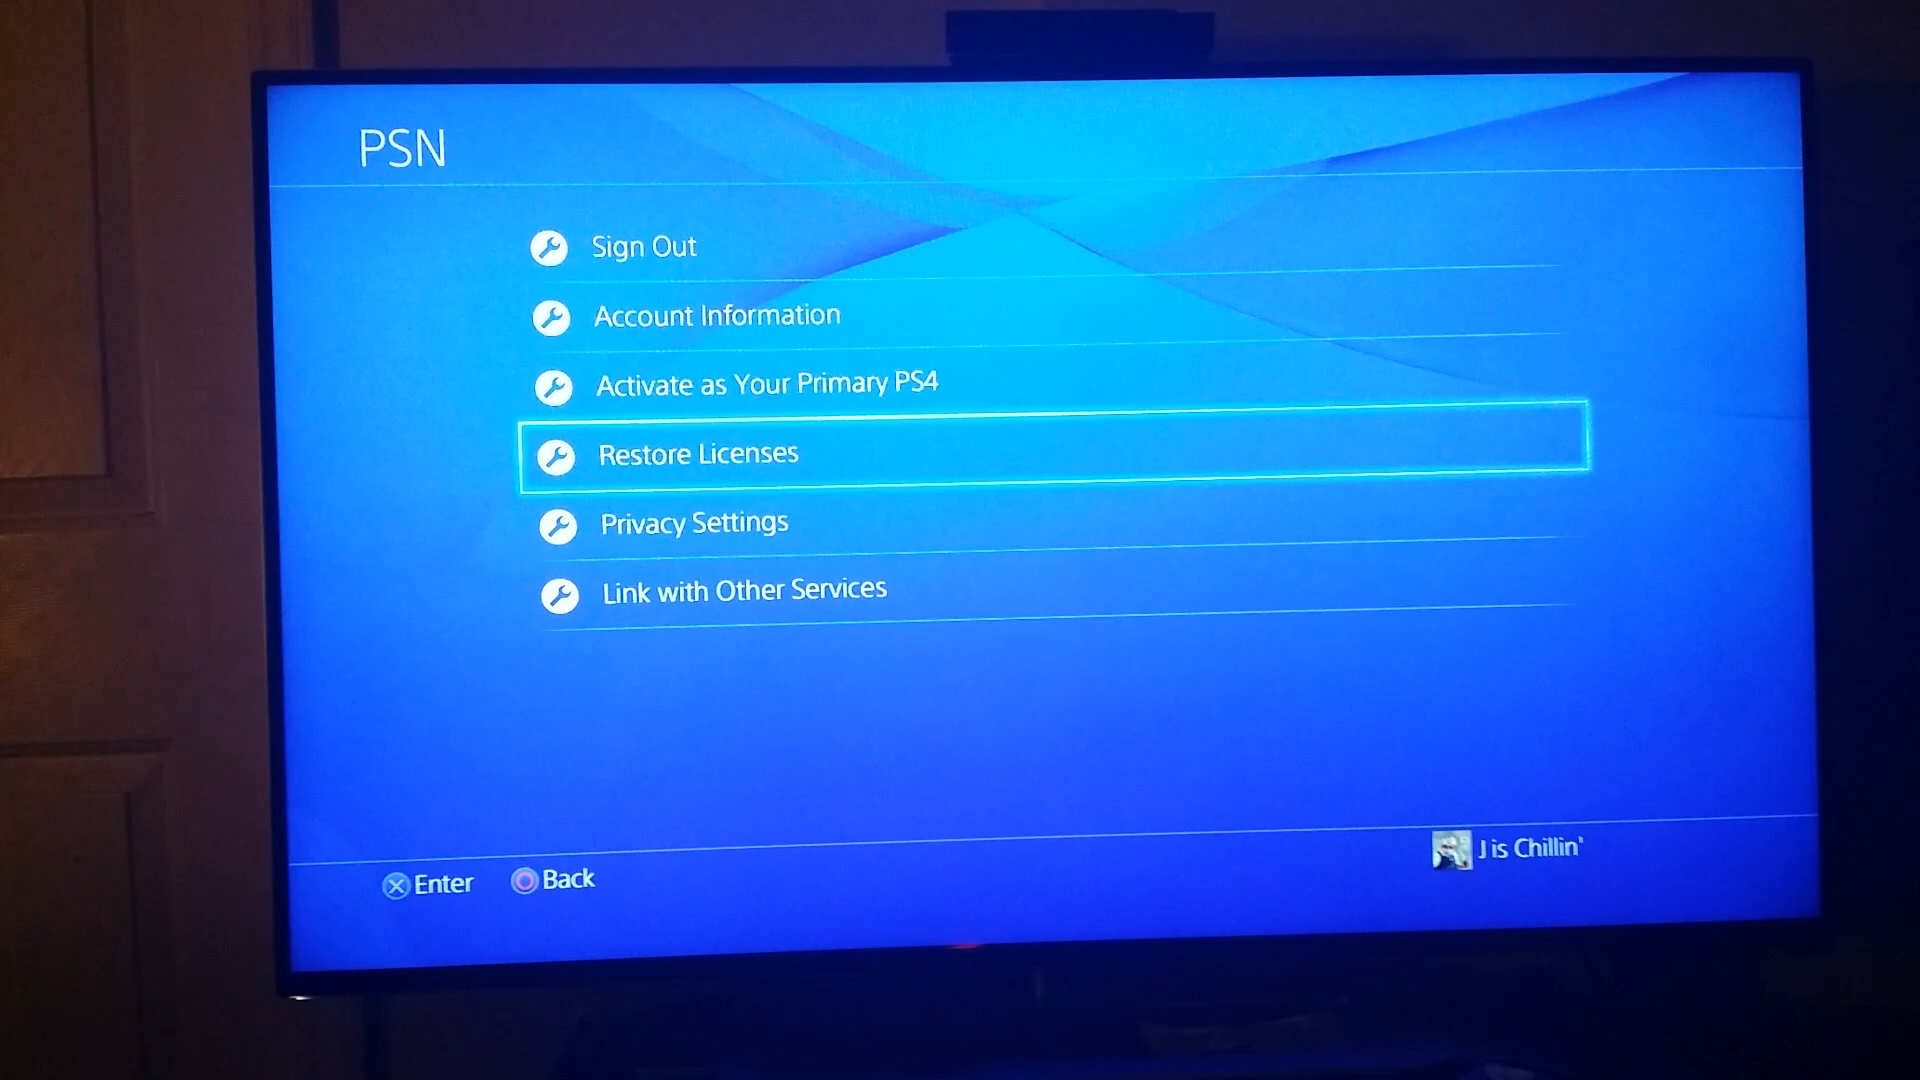 PSN
Sign Out
Account Information
Activate as Your Primary PS4
Restore Licenses
Privacy Settings
Link with Other Services
Enter Back
J is Chillin'